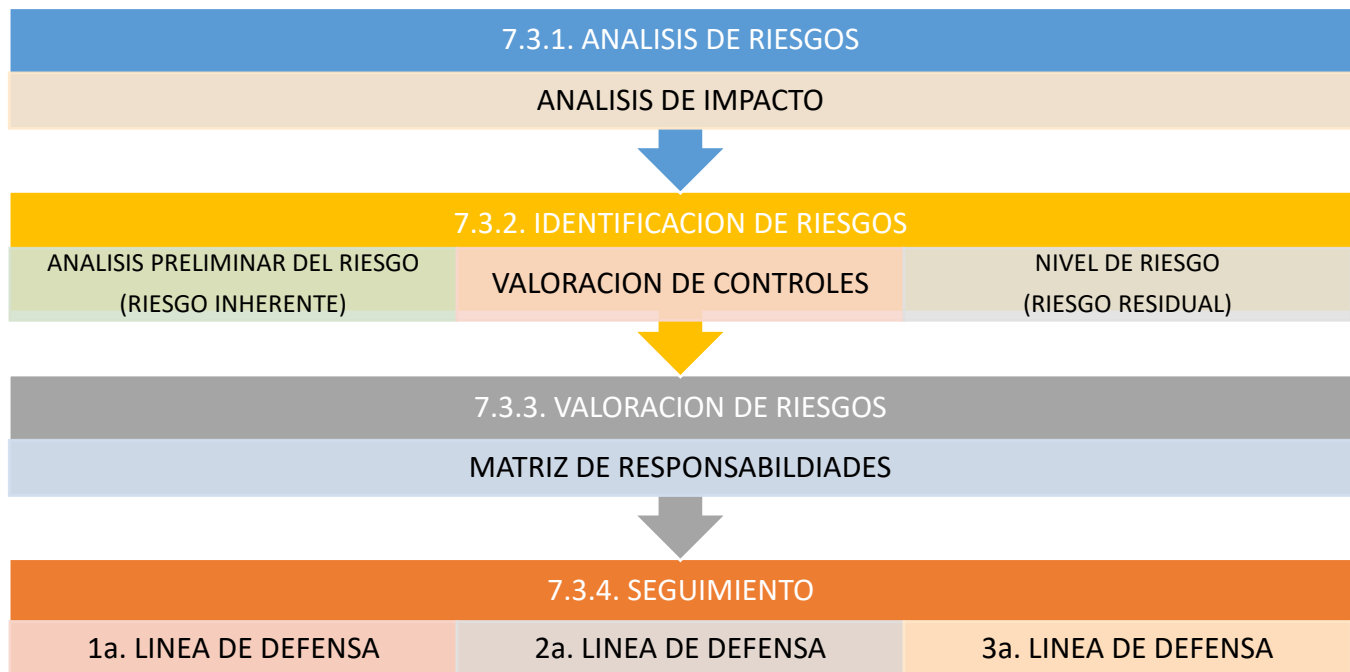 7.3.1. ANALISIS DE RIESGOS
ANALISIS DE IMPACTO
7.3.2. IDENTIFICACION DE RIESGOS
ANALISIS PRELIMINAR DEL RIESGO
(RIESGO INHERENTE)
VALORACION DE CONTROLES
NIVEL DE RIESGO
(RIESGO RESIDUAL)
7.3.3. VALORACION DE RIESGOS
MATRIZ DE RESPONSABILDIADES
7.3.4. SEGUIMIENTO
1a. LINEA DE DEFENSA
2a. LINEA DE DEFENSA
3a. LINEA DE DEFENSA